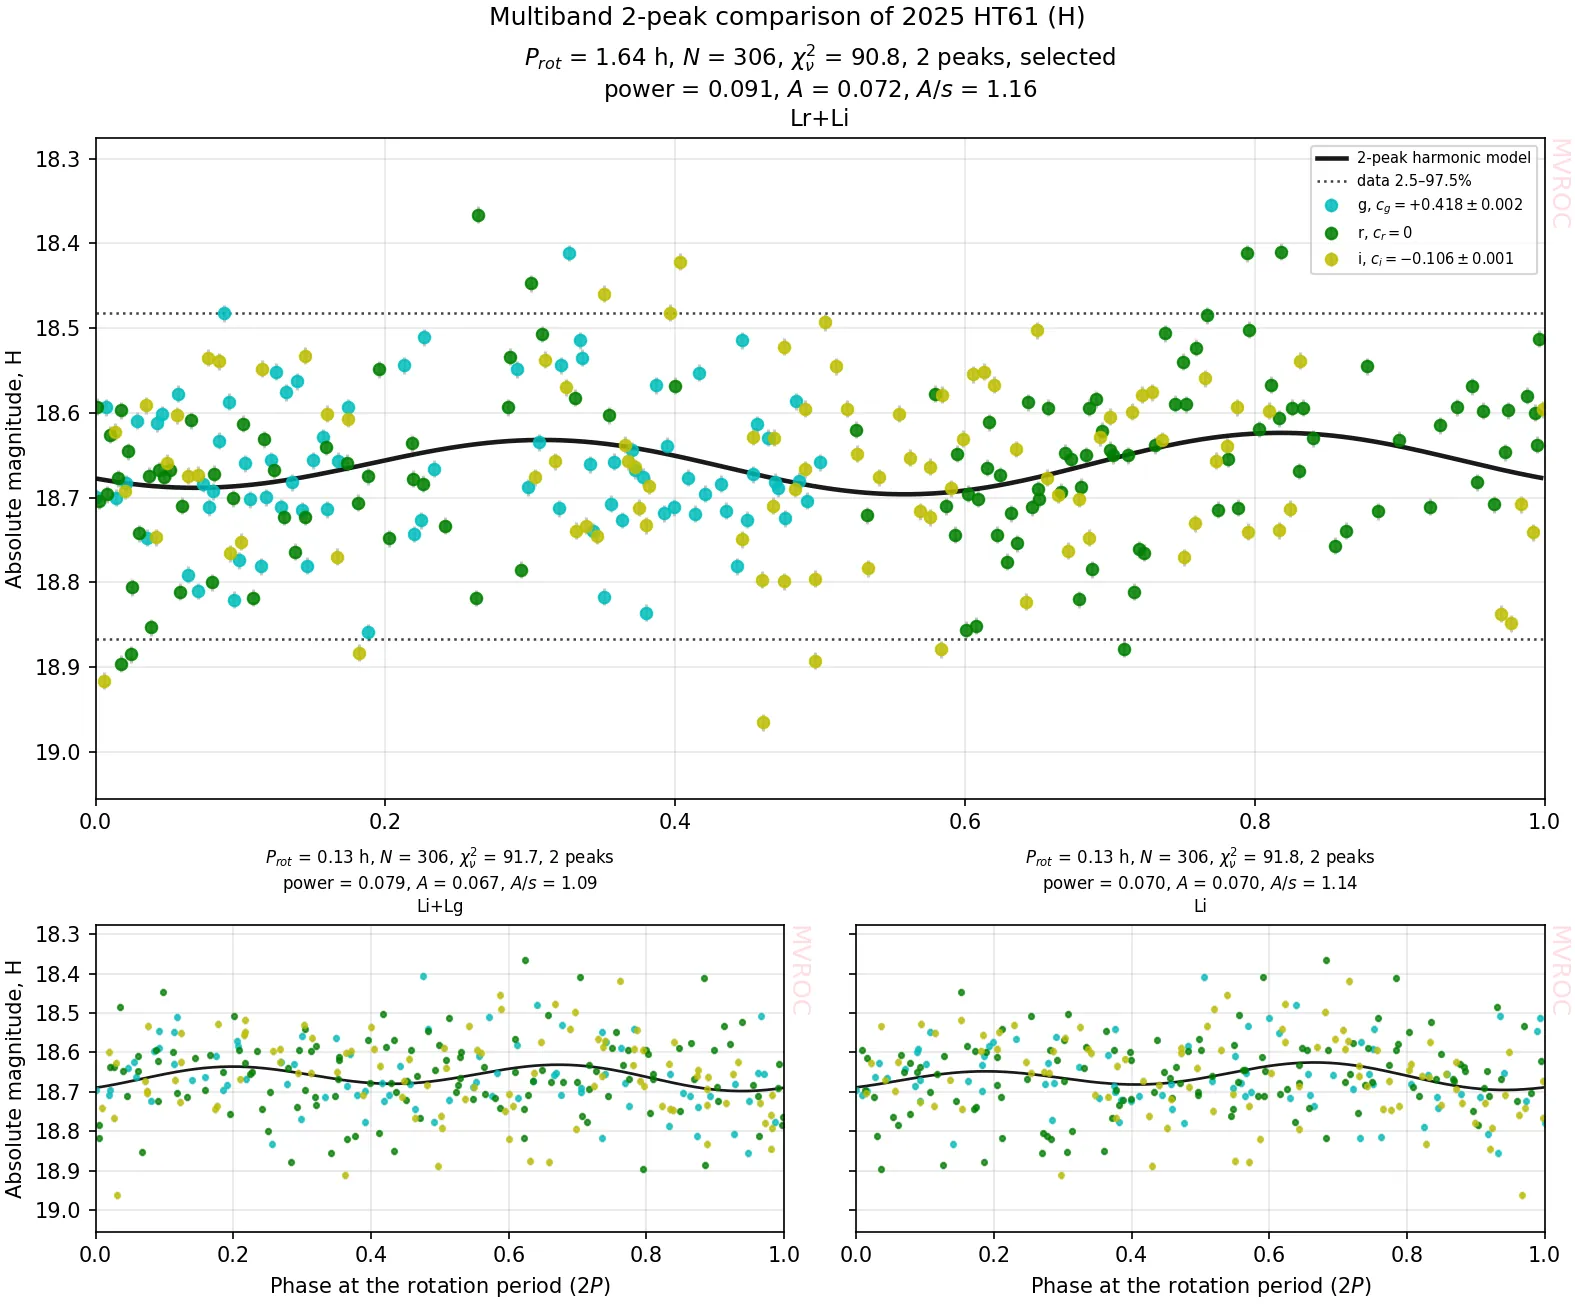 Multiband 2-peak comparison of 2025 HT61 (H)
P_rot = 1.64 h, N = 306, χ²_ν = 90.8, 2 peaks, selected
power = 0.091, A = 0.072, A/s = 1.16
Lr+Li
2-peak harmonic model
data 2.5–97.5%
g, c_g = +0.418 ± 0.002
r, c_r = 0
i, c_i = −0.106 ± 0.001
MVROC
Absolute magnitude, H
18.3
18.4
18.5
18.6
18.7
18.8
18.9
19.0
0.0 0.2 0.4 0.6 0.8 1.0
P_rot = 0.13 h, N = 306, χ²_ν = 91.7, 2 peaks
power = 0.079, A = 0.067, A/s = 1.09
Li+Lg
MVROC
Absolute magnitude, H
18.3
18.4
18.5
18.6
18.7
18.8
18.9
19.0
0.0 0.2 0.4 0.6 0.8 1.0
Phase at the rotation period (2P)
P_rot = 0.13 h, N = 306, χ²_ν = 91.8, 2 peaks
power = 0.070, A = 0.070, A/s = 1.14
Li
MVROC
0.0 0.2 0.4 0.6 0.8 1.0
Phase at the rotation period (2P)